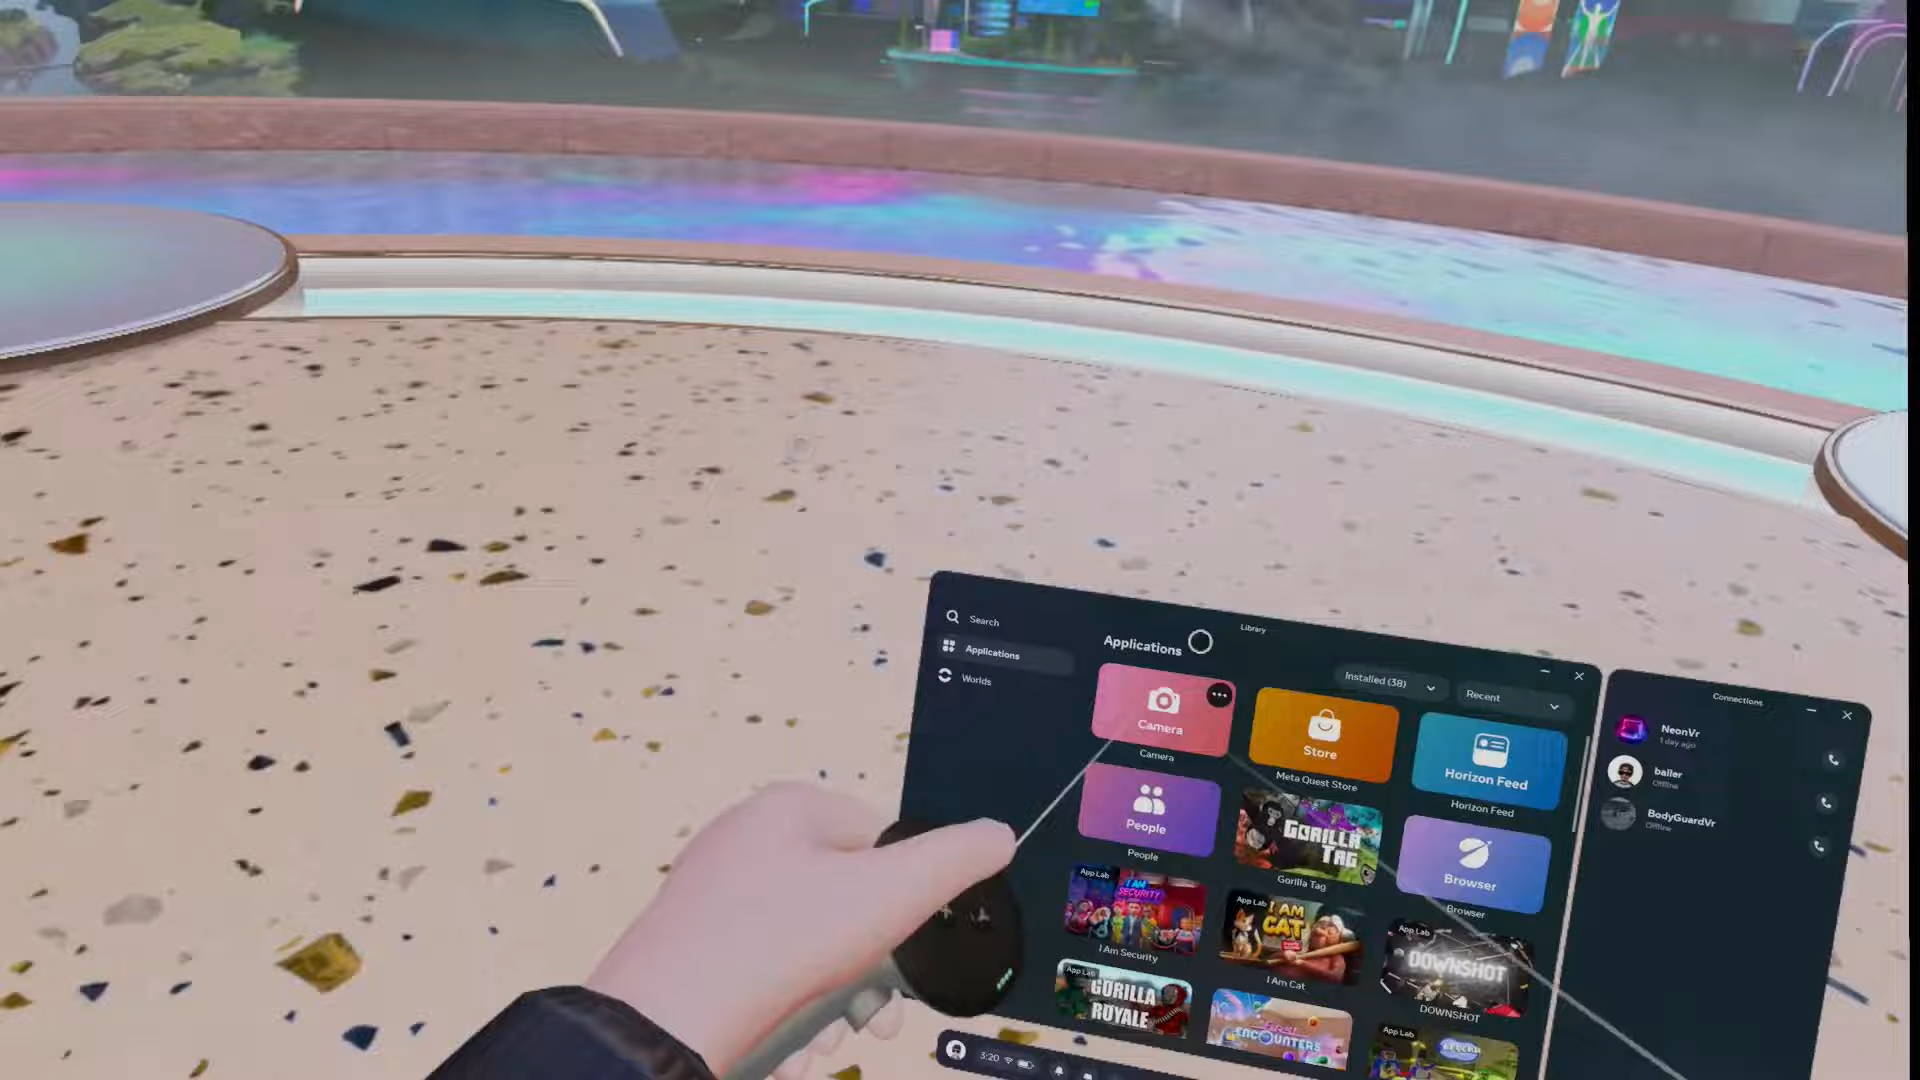 Search
Applications
Worlds
Library
Applications
Installed (38)
Recent
Camera
Camera
Store
Meta Quest Store
Horizon Feed
Horizon Feed
People
People
GORILLA TAG
Gorilla Tag
Browser
Browser
App Lab
I AM SECURITY
I Am Security
App Lab
I AM CAT
I Am Cat
App Lab
DOWNSHOT
DOWNSHOT
App Lab
GORILLA ROYALE
FIRST ENCOUNTERS
App Lab
3:20
Connections
NeonVr
1 day ago
baller
Offline
BodyGuardVr
Offline